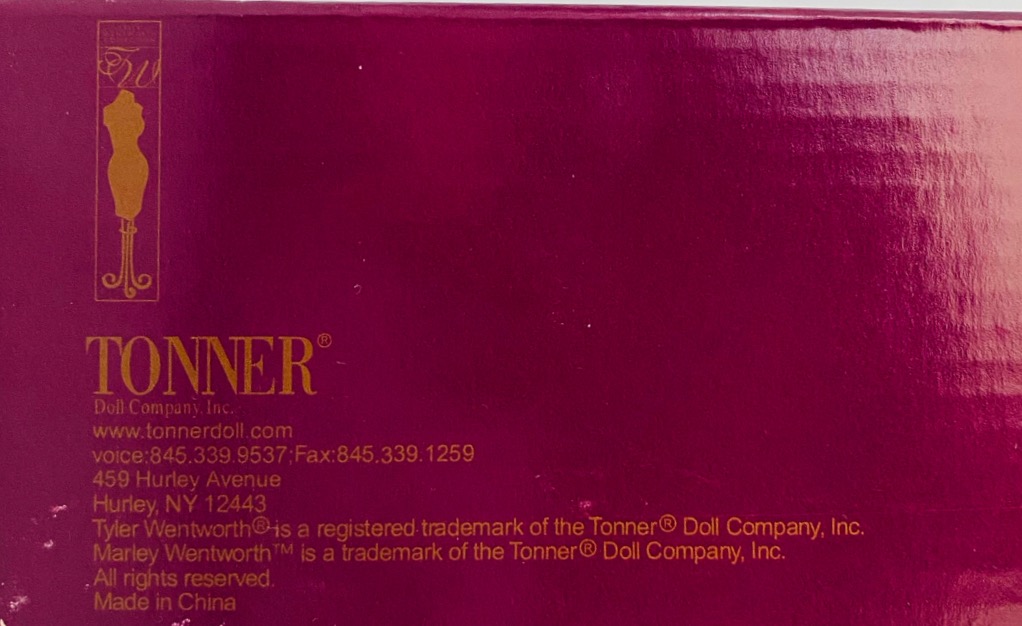 TW
TONNER®
Doll Company, Inc.
www.tonnerdoll.com
voice:845.339.9537;Fax:845.339.1259
459 Hurley Avenue
Hurley, NY 12443
Tyler Wentworth® is a registered trademark of the Tonner® Doll Company, Inc.
Marley Wentworth™ is a trademark of the Tonner® Doll Company, Inc.
All rights reserved.
Made in China